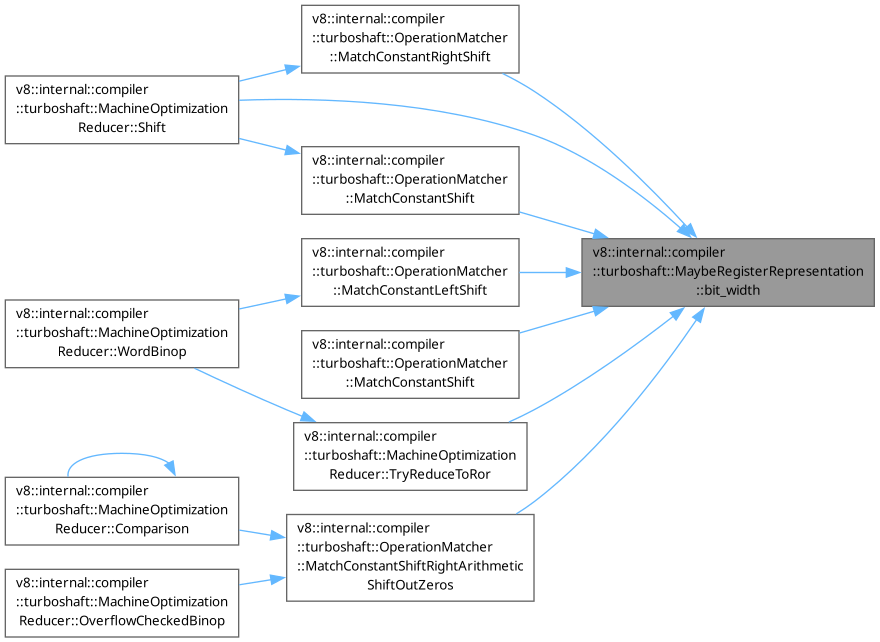 v8::internal::compiler
::turboshaft::OperationMatcher
::MatchConstantRightShift
v8::internal::compiler
::turboshaft::MachineOptimization
Reducer::Shift
v8::internal::compiler
::turboshaft::OperationMatcher
::MatchConstantShift
v8::internal::compiler
::turboshaft::MaybeRegisterRepresentation
::bit_width
v8::internal::compiler
::turboshaft::OperationMatcher
::MatchConstantLeftShift
v8::internal::compiler
::turboshaft::MachineOptimization
Reducer::WordBinop
v8::internal::compiler
::turboshaft::OperationMatcher
::MatchConstantShift
v8::internal::compiler
::turboshaft::MachineOptimization
Reducer::TryReduceToRor
v8::internal::compiler
::turboshaft::MachineOptimization
Reducer::Comparison
v8::internal::compiler
::turboshaft::OperationMatcher
::MatchConstantShiftRightArithmetic
ShiftOutZeros
v8::internal::compiler
::turboshaft::MachineOptimization
Reducer::OverflowCheckedBinop